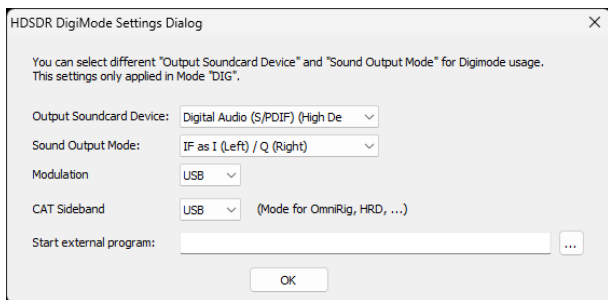 HDSDR DigiMode Settings Dialog
You can select different "Output Soundcard Device" and "Sound Output Mode" for Digimode usage.
This settings only applied in Mode "DIG".
Output Soundcard Device: Digital Audio (S/PDIF) (High De
Sound Output Mode: IF as I (Left) / Q (Right)
Modulation USB
CAT Sideband USB (Mode for OmniRig, HRD, ...)
Start external program: ...
OK